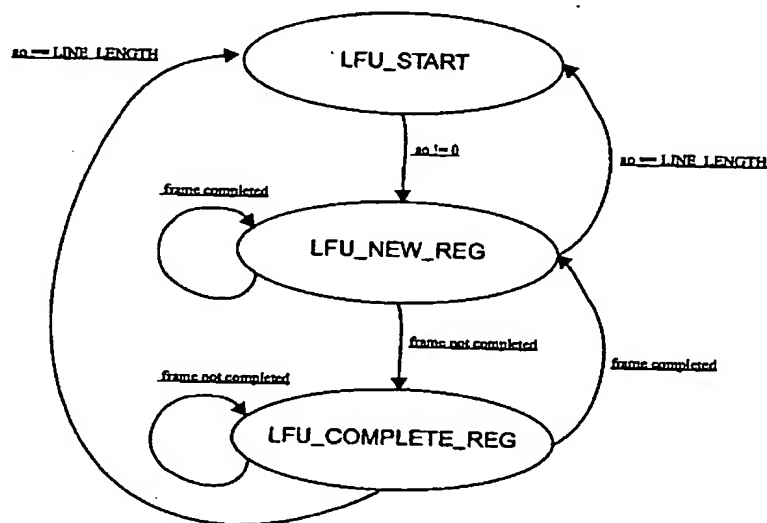 ao == LINE_LENGTH
LFU_START
ao != 0
ao == LINE_LENGTH
frame completed
LFU_NEW_REG
frame not completed
frame completed
frame not completed
LFU_COMPLETE_REG